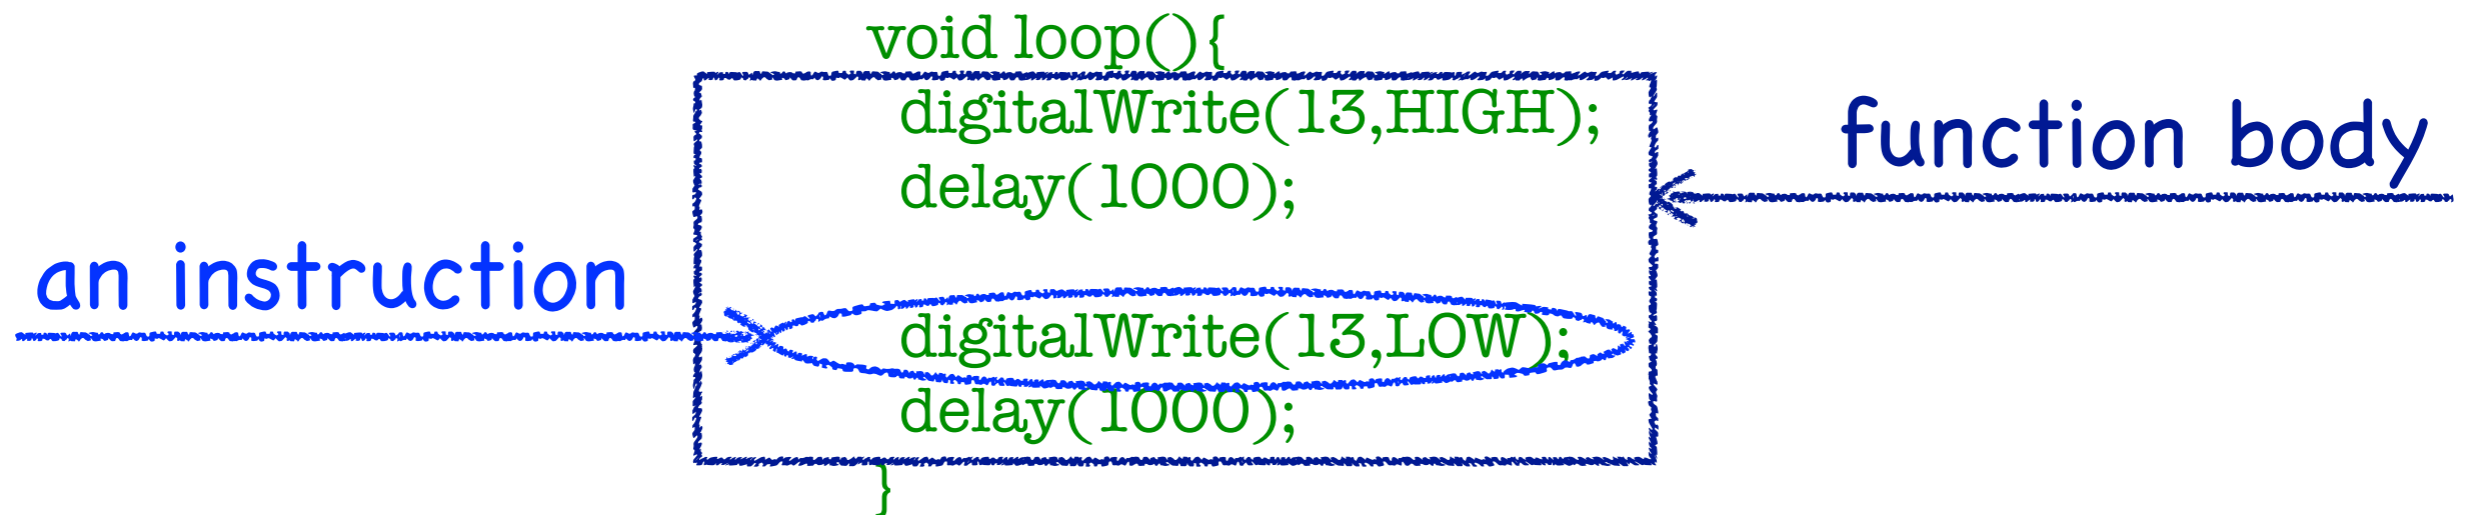 void loop(){
digitalWrite(13,HIGH);
function body
delay(1000);
an instruction
digitalWrite(13,LOW);
delay(1000);
}